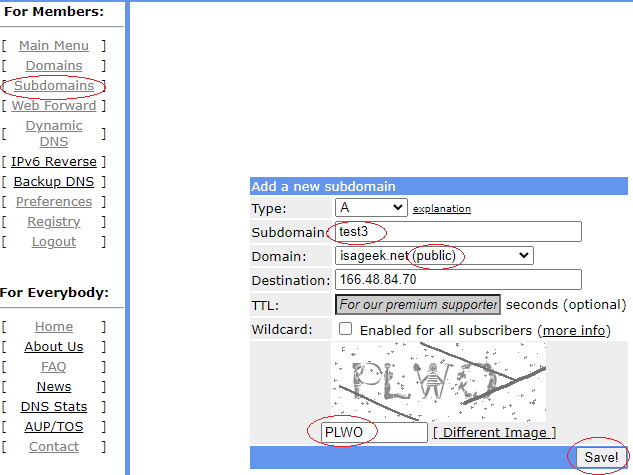 For Members:
[ Main Menu ]
[ Domains ]
[ Subdomains ]
[ Web Forward ]
[ Dynamic DNS ]
[ IPv6 Reverse ]
[ Backup DNS ]
[ Preferences ]
[ Registry ]
[ Logout ]
For Everybody:
[ Home ]
[ About Us ]
[ FAQ ]
[ News ]
[ DNS Stats ]
[ AUP/TOS ]
[ Contact ]
Add a new subdomain
Type: A explanation
Subdomain: test3
Domain: isageek.net (public)
Destination: 166.48.84.70
TTL: For our premium supporter seconds (optional)
Wildcard: Enabled for all subscribers (more info)
PLWO
PLWO [ Different Image ]
Save!